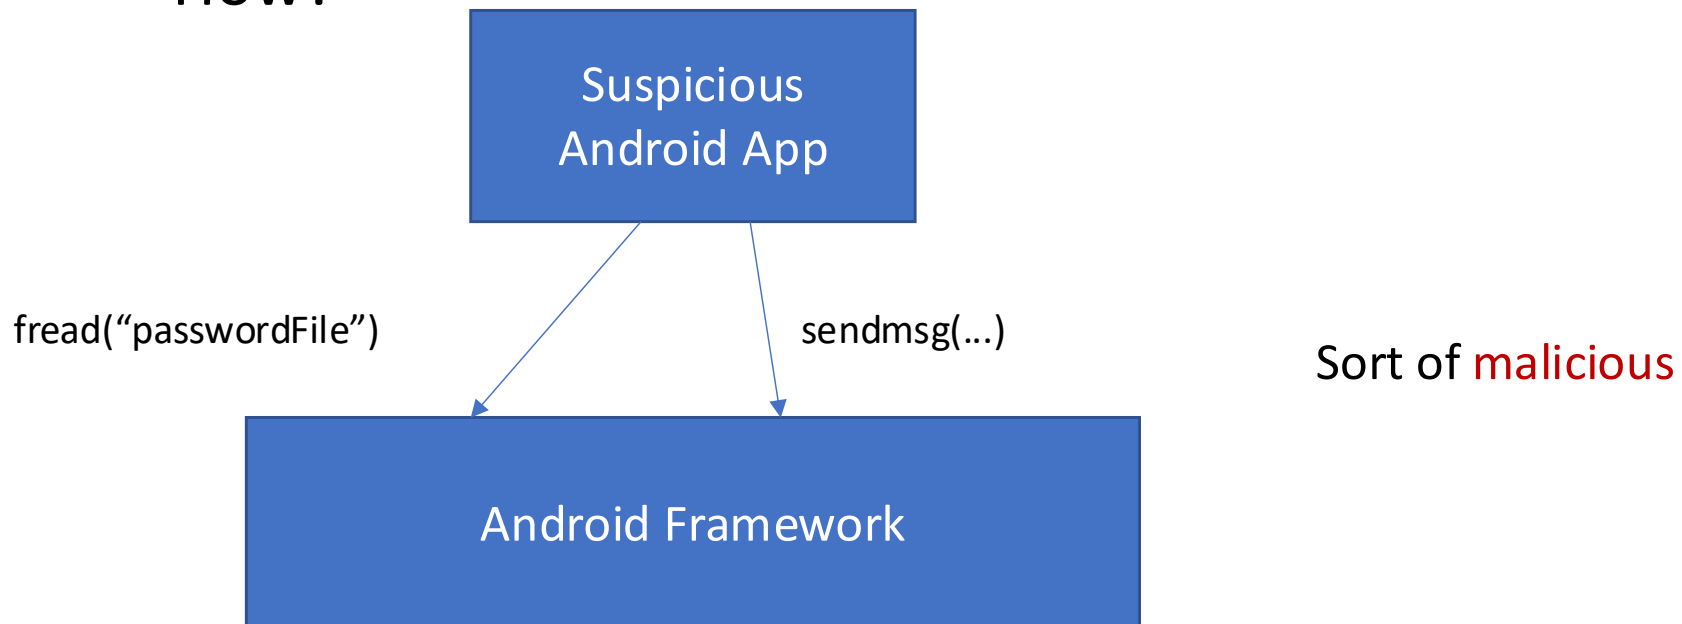 Suspicious
Android App
fread(“passwordFile”)
sendmsg(...)
Sort of malicious
Android Framework